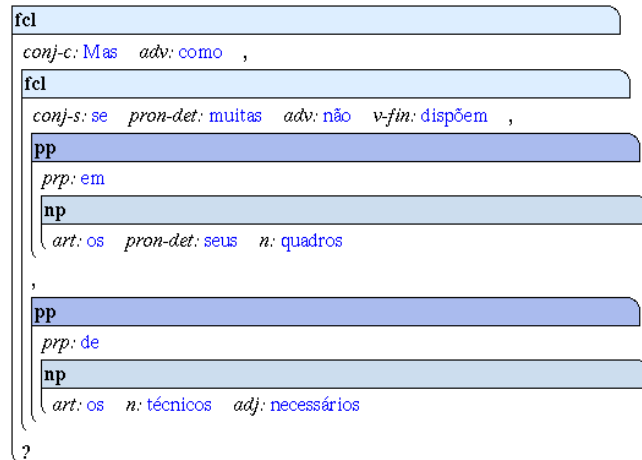 fcl
conj-c: Mas adv: como ,
fcl
conj-s: se pron-det: muitas adv: não v-fin: dispõem ,
pp
prp: em
np
art: os pron-det: seus n: quadros
,
pp
prp: de
np
art: os n: técnicos adj: necessários
?